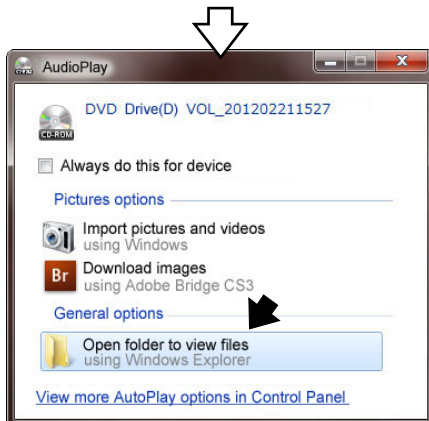 AudioPlay
DVD Drive(D) VOL_201202211527
CD-ROM
Always do this for device
Pictures options
Import pictures and videos
using Windows
Br
Download images
using Adobe Bridge CS3
General options
Open folder to view files
using Windows Explorer
View more AutoPlay options in Control Panel